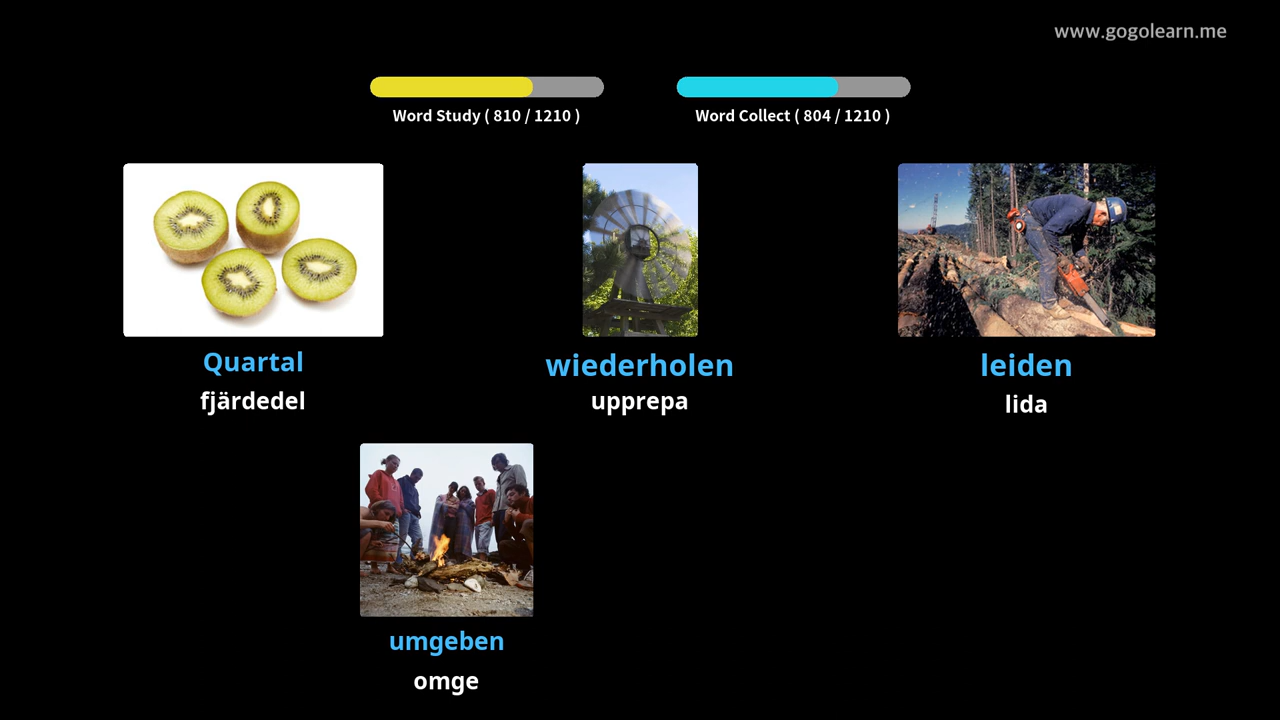 www.gogolearn.me
Word Study ( 810 / 1210 )
Word Collect ( 804 / 1210 )
Quartal
fjärdedel
wiederholen
upprepa
leiden
lida
umgeben
omge